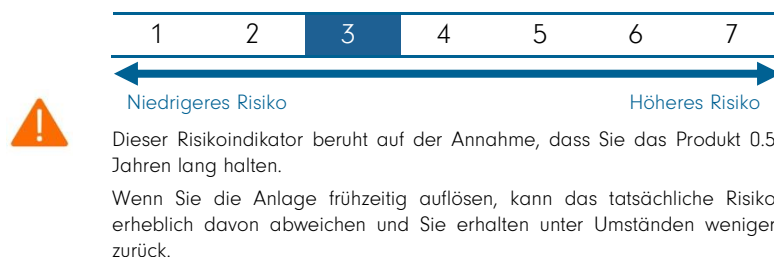 1 2 3 4 5 6 7
Niedrigeres Risiko Höheres Risiko
Dieser Risikoindikator beruht auf der Annahme, dass Sie das Produkt 0.5
Jahren lang halten.
Wenn Sie die Anlage frühzeitig auflösen, kann das tatsächliche Risiko
erheblich davon abweichen und Sie erhalten unter Umständen weniger
zurück.